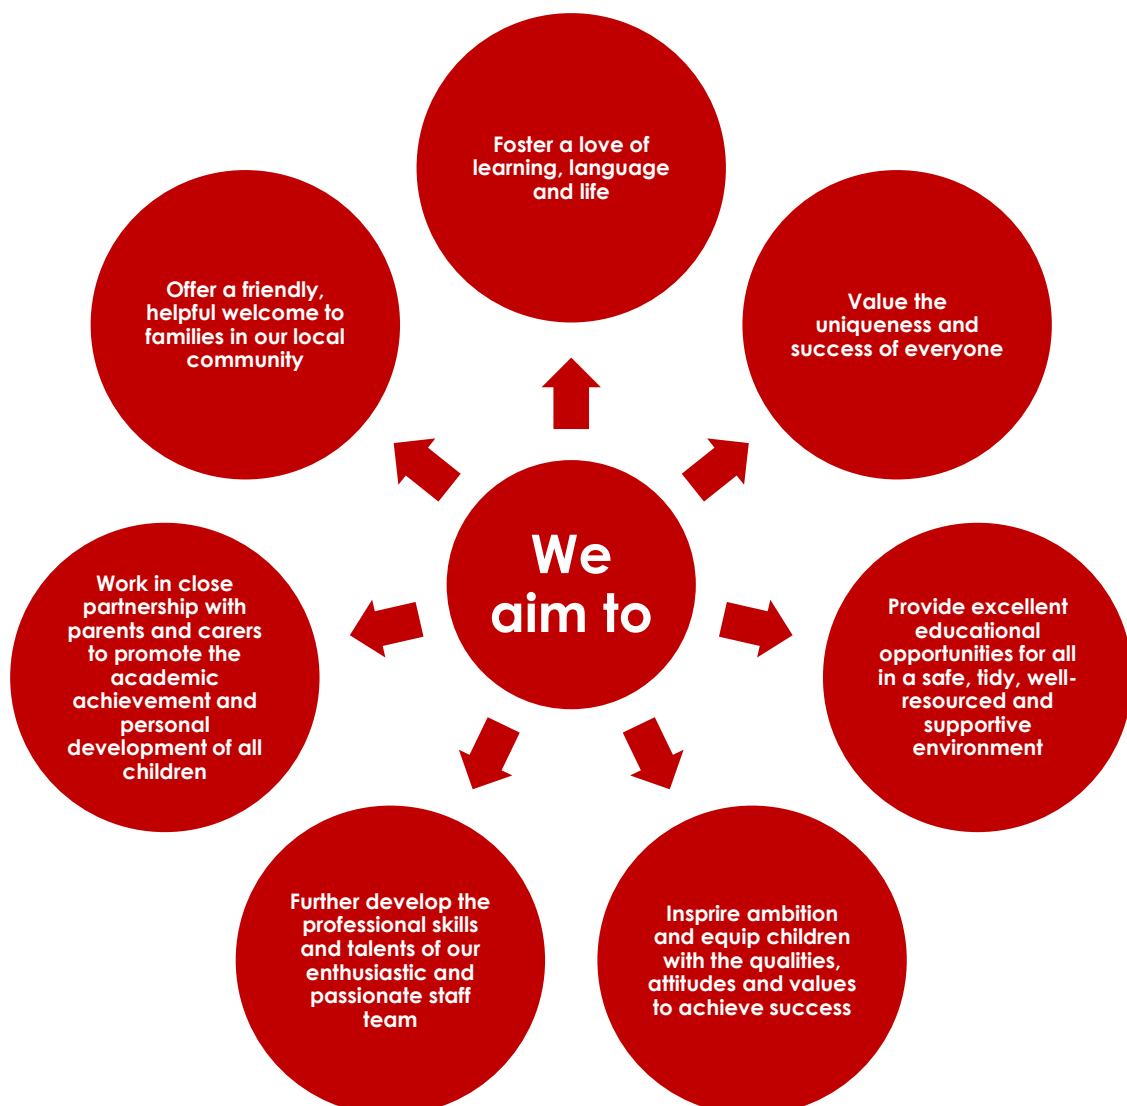 We
aim to
Foster a love of
learning, language
and life
Value the
uniqueness and
success of everyone
Provide excellent
educational
opportunities for all
in a safe, tidy, well-
resourced and
supportive
environment
Insprire ambition
and equip children
with the qualities,
attitudes and values
to achieve success
Further develop the
professional skills
and talents of our
enthusiastic and
passionate staff
team
Work in close
partnership with
parents and carers
to promote the
academic
achievement and
personal
development of all
children
Offer a friendly,
helpful welcome to
families in our local
community